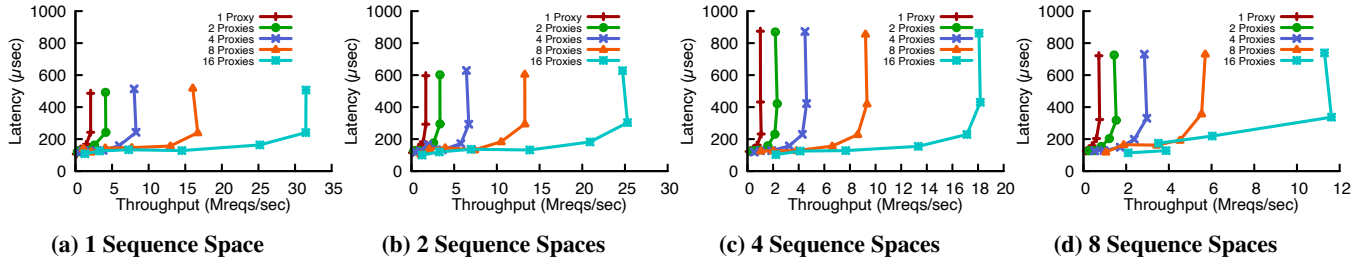 1000
800
600
400
200
0
Latency (µsec)
1 Proxy
2 Proxies
4 Proxies
8 Proxies
16 Proxies
0 5 10 15 20 25 30 35
Throughput (Mreqs/sec)
(a) 1 Sequence Space
1000
800
600
400
200
0
Latency (µsec)
1 Proxy
2 Proxies
4 Proxies
8 Proxies
16 Proxies
0 5 10 15 20 25 30
Throughput (Mreqs/sec)
(b) 2 Sequence Spaces
1000
800
600
400
200
0
Latency (µsec)
1 Proxy
2 Proxies
4 Proxies
8 Proxies
16 Proxies
0 2 4 6 8 10 12 14 16 18 20
Throughput (Mreqs/sec)
(c) 4 Sequence Spaces
1000
800
600
400
200
0
Latency (µsec)
1 Proxy
2 Proxies
4 Proxies
8 Proxies
16 Proxies
0 2 4 6 8 10 12
Throughput (Mreqs/sec)
(d) 8 Sequence Spaces